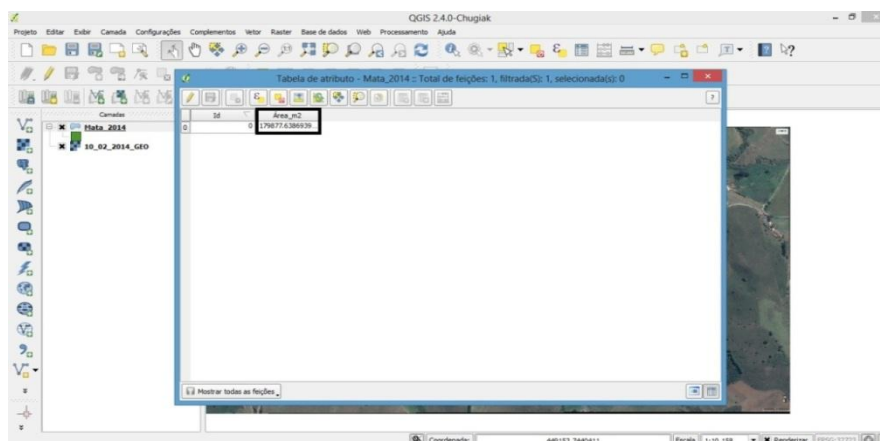 QGIS 2.4.0-Chugiak
Projeto Editar Exibir Camada Configurações Complementos Vetor Raster Base de dados Web Processamento Ajuda
Tabela de atributo - Mata_2014 :: Total de feições: 1, filtrada(S): 1, selecionada(s): 0
Camadas
Mata_2014
10_02_2014_GEO
Id Área_m2
0 0 179877.6386939...
Mostrar todas as feições
Coordenada: Escala Renderizar